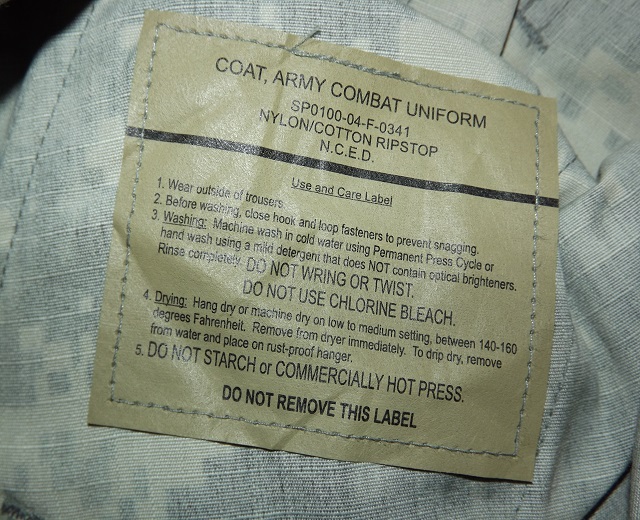 COAT, ARMY COMBAT UNIFORM
SP0100-04-F-0341
NYLON/COTTON RIPSTOP
N.C.E.D.
Use and Care Label
1. Wear outside of trousers.
2. Before washing, close hook and loop fasteners to prevent snagging.
3. Washing: Machine wash in cold water using Permanent Press Cycle or
hand wash using a mild detergent that does NOT contain optical brighteners.
Rinse completely. DO NOT WRING OR TWIST.
DO NOT USE CHLORINE BLEACH.
4. Drying: Hang dry or machine dry on low to medium setting, between 140-160
degrees Fahrenheit. Remove from dryer immediately. To drip dry, remove
from water and place on rust-proof hanger.
5. DO NOT STARCH or COMMERCIALLY HOT PRESS.
DO NOT REMOVE THIS LABEL